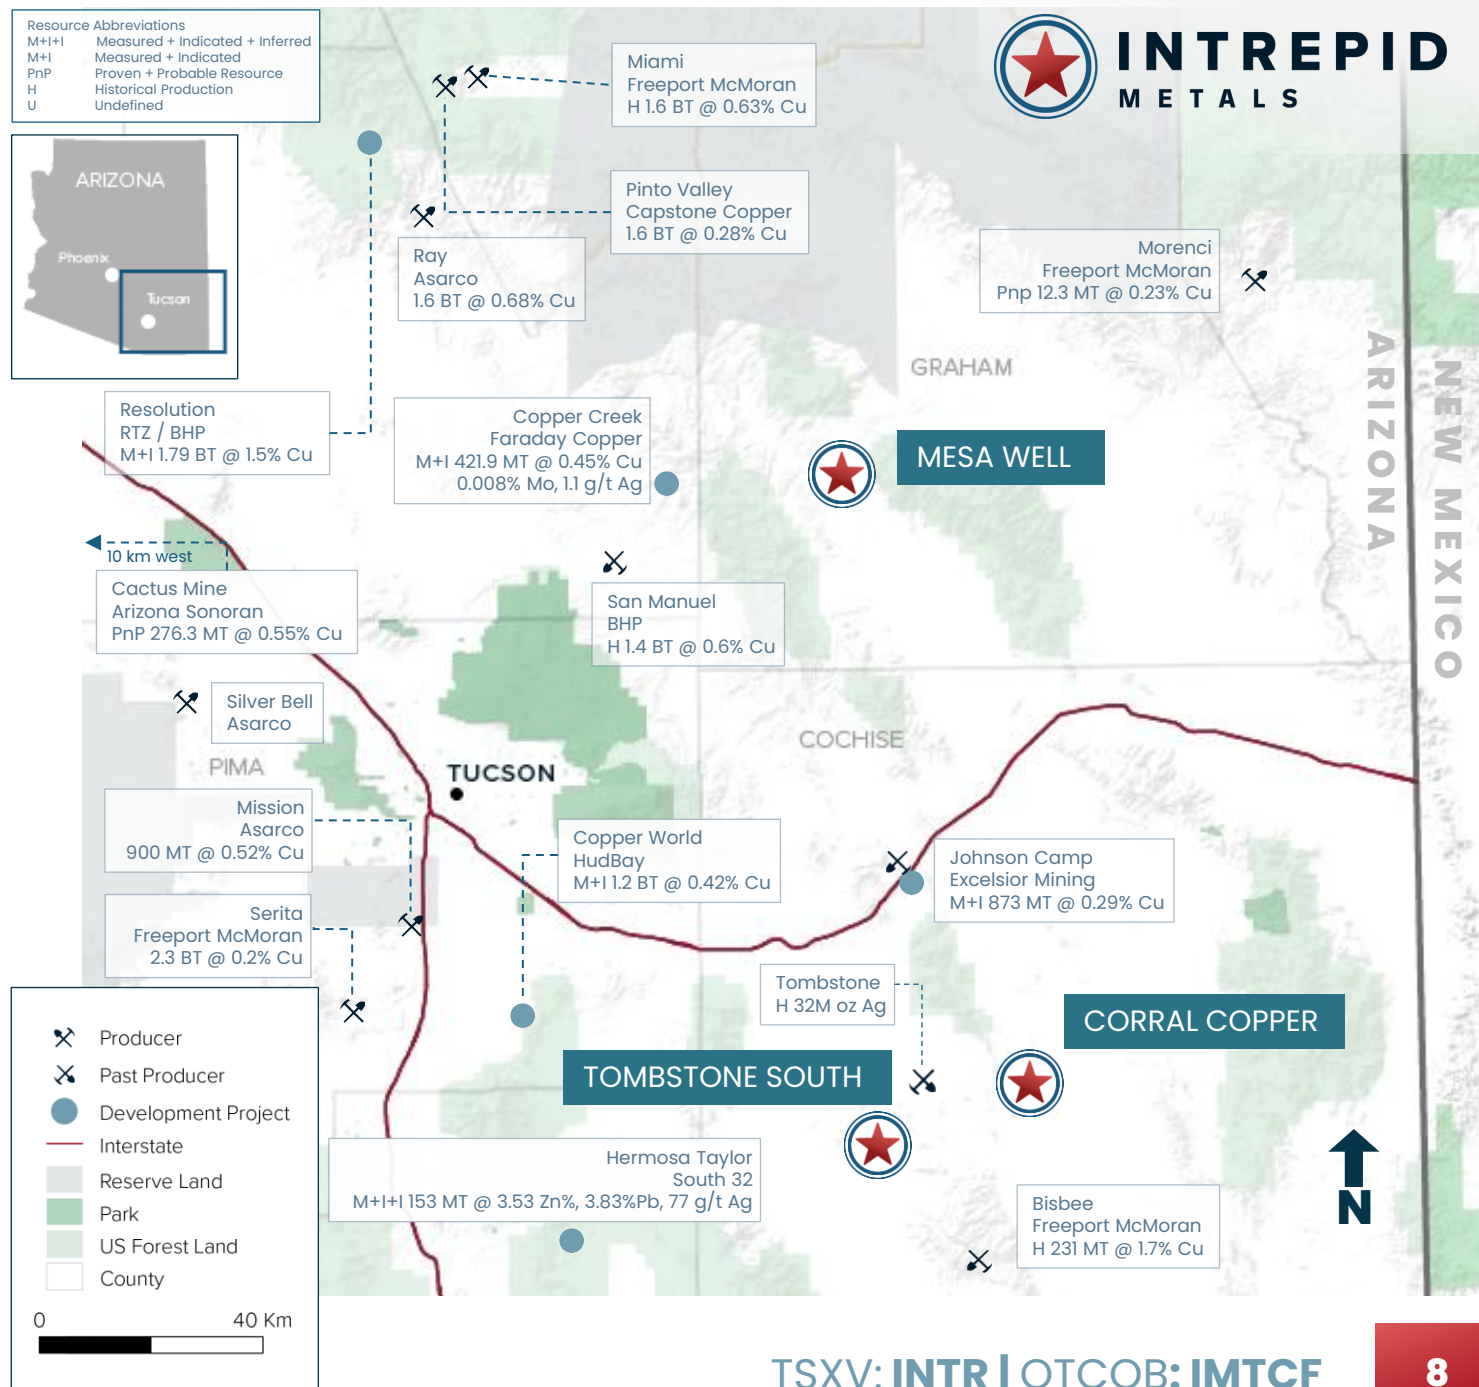 Resource Abbreviations
M+I+I Measured + Indicated + Inferred
M+I Measured + Indicated
PnP Proven + Probable Resource
H Historical Production
U Undefined
INTREPID
METALS
Miami
Freeport McMoran
H 1.6 BT @ 0.63% Cu
ARIZONA
Phoenix
Tucson
Pinto Valley
Capstone Copper
1.6 BT @ 0.28% Cu
Ray
Asarco
1.6 BT @ 0.68% Cu
Morenci
Freeport McMoran
Pnp 12.3 MT @ 0.23% Cu
GRAHAM
ARIZONA
NEW MEXICO
Resolution
RTZ / BHP
M+I 1.79 BT @ 1.5% Cu
Copper Creek
Faraday Copper
M+I 421.9 MT @ 0.45% Cu
0.008% Mo, 1.1 g/t Ag
MESA WELL
10 km west
Cactus Mine
Arizona Sonoran
PnP 276.3 MT @ 0.55% Cu
San Manuel
BHP
H 1.4 BT @ 0.6% Cu
Silver Bell
Asarco
PIMA
COCHISE
TUCSON
Mission
Asarco
900 MT @ 0.52% Cu
Copper World
HudBay
M+I 1.2 BT @ 0.42% Cu
Johnson Camp
Excelsior Mining
M+I 873 MT @ 0.29% Cu
Serita
Freeport McMoran
2.3 BT @ 0.2% Cu
Tombstone
H 32M oz Ag
CORRAL COPPER
TOMBSTONE SOUTH
Producer
Past Producer
Development Project
Interstate
Reserve Land
Park
US Forest Land
County
0 40 Km
Hermosa Taylor
South 32
M+I+I 153 MT @ 3.53 Zn%, 3.83%Pb, 77 g/t Ag
Bisbee
Freeport McMoran
H 231 MT @ 1.7% Cu
N
TSXV: INTR | OTCQB: IMTCF
8